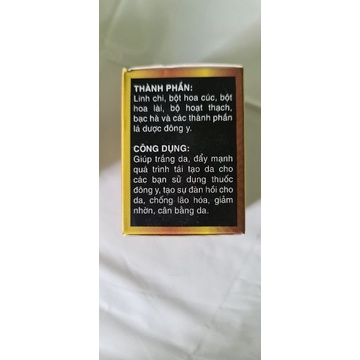 THÀNH PHẦN:
Linh chi, bột hoa cúc, bột
hoa lài, bộ hoạt thạch,
bạc hà và các thành phần
lá dược đông y.
CÔNG DỤNG:
Giúp trắng da, đẩy mạnh
quá trình tái tạo da cho
các bạn sử dụng thuốc
đông y, tạo sự đàn hồi cho
da, chống lão hóa, giảm
nhờn, cân bằng da.